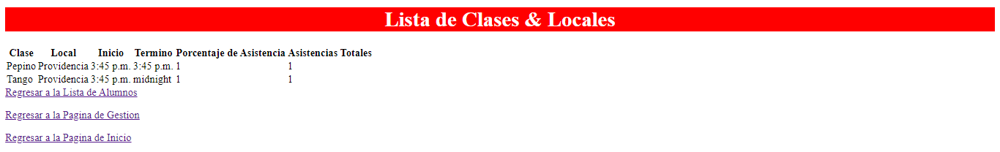 Lista de Clases & Locales
Clase Local Inicio Termino Porcentaje de Asistencia Asistencias Totales
Pepino Providencia 3:45 p.m. 3:45 p.m. 1 1
Tango Providencia 3:45 p.m. midnight 1 1
Regresar a la Lista de Alumnos
Regresar a la Pagina de Gestion
Regresar a la Pagina de Inicio